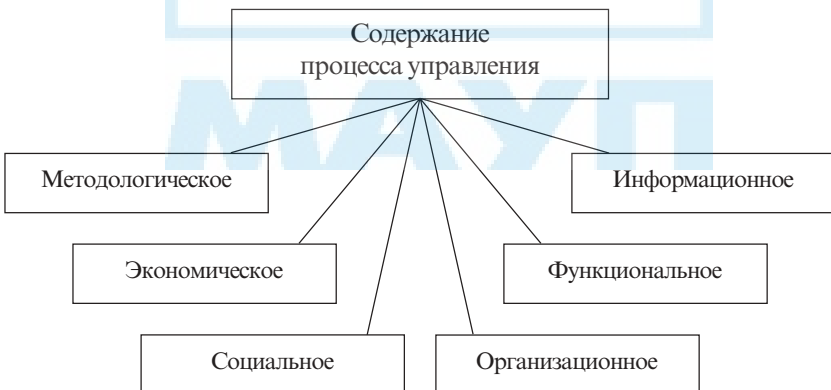 Содержание
процесса управления
МАУП
Методологическое
Информационное
Экономическое
Функциональное
Социальное
Организационное